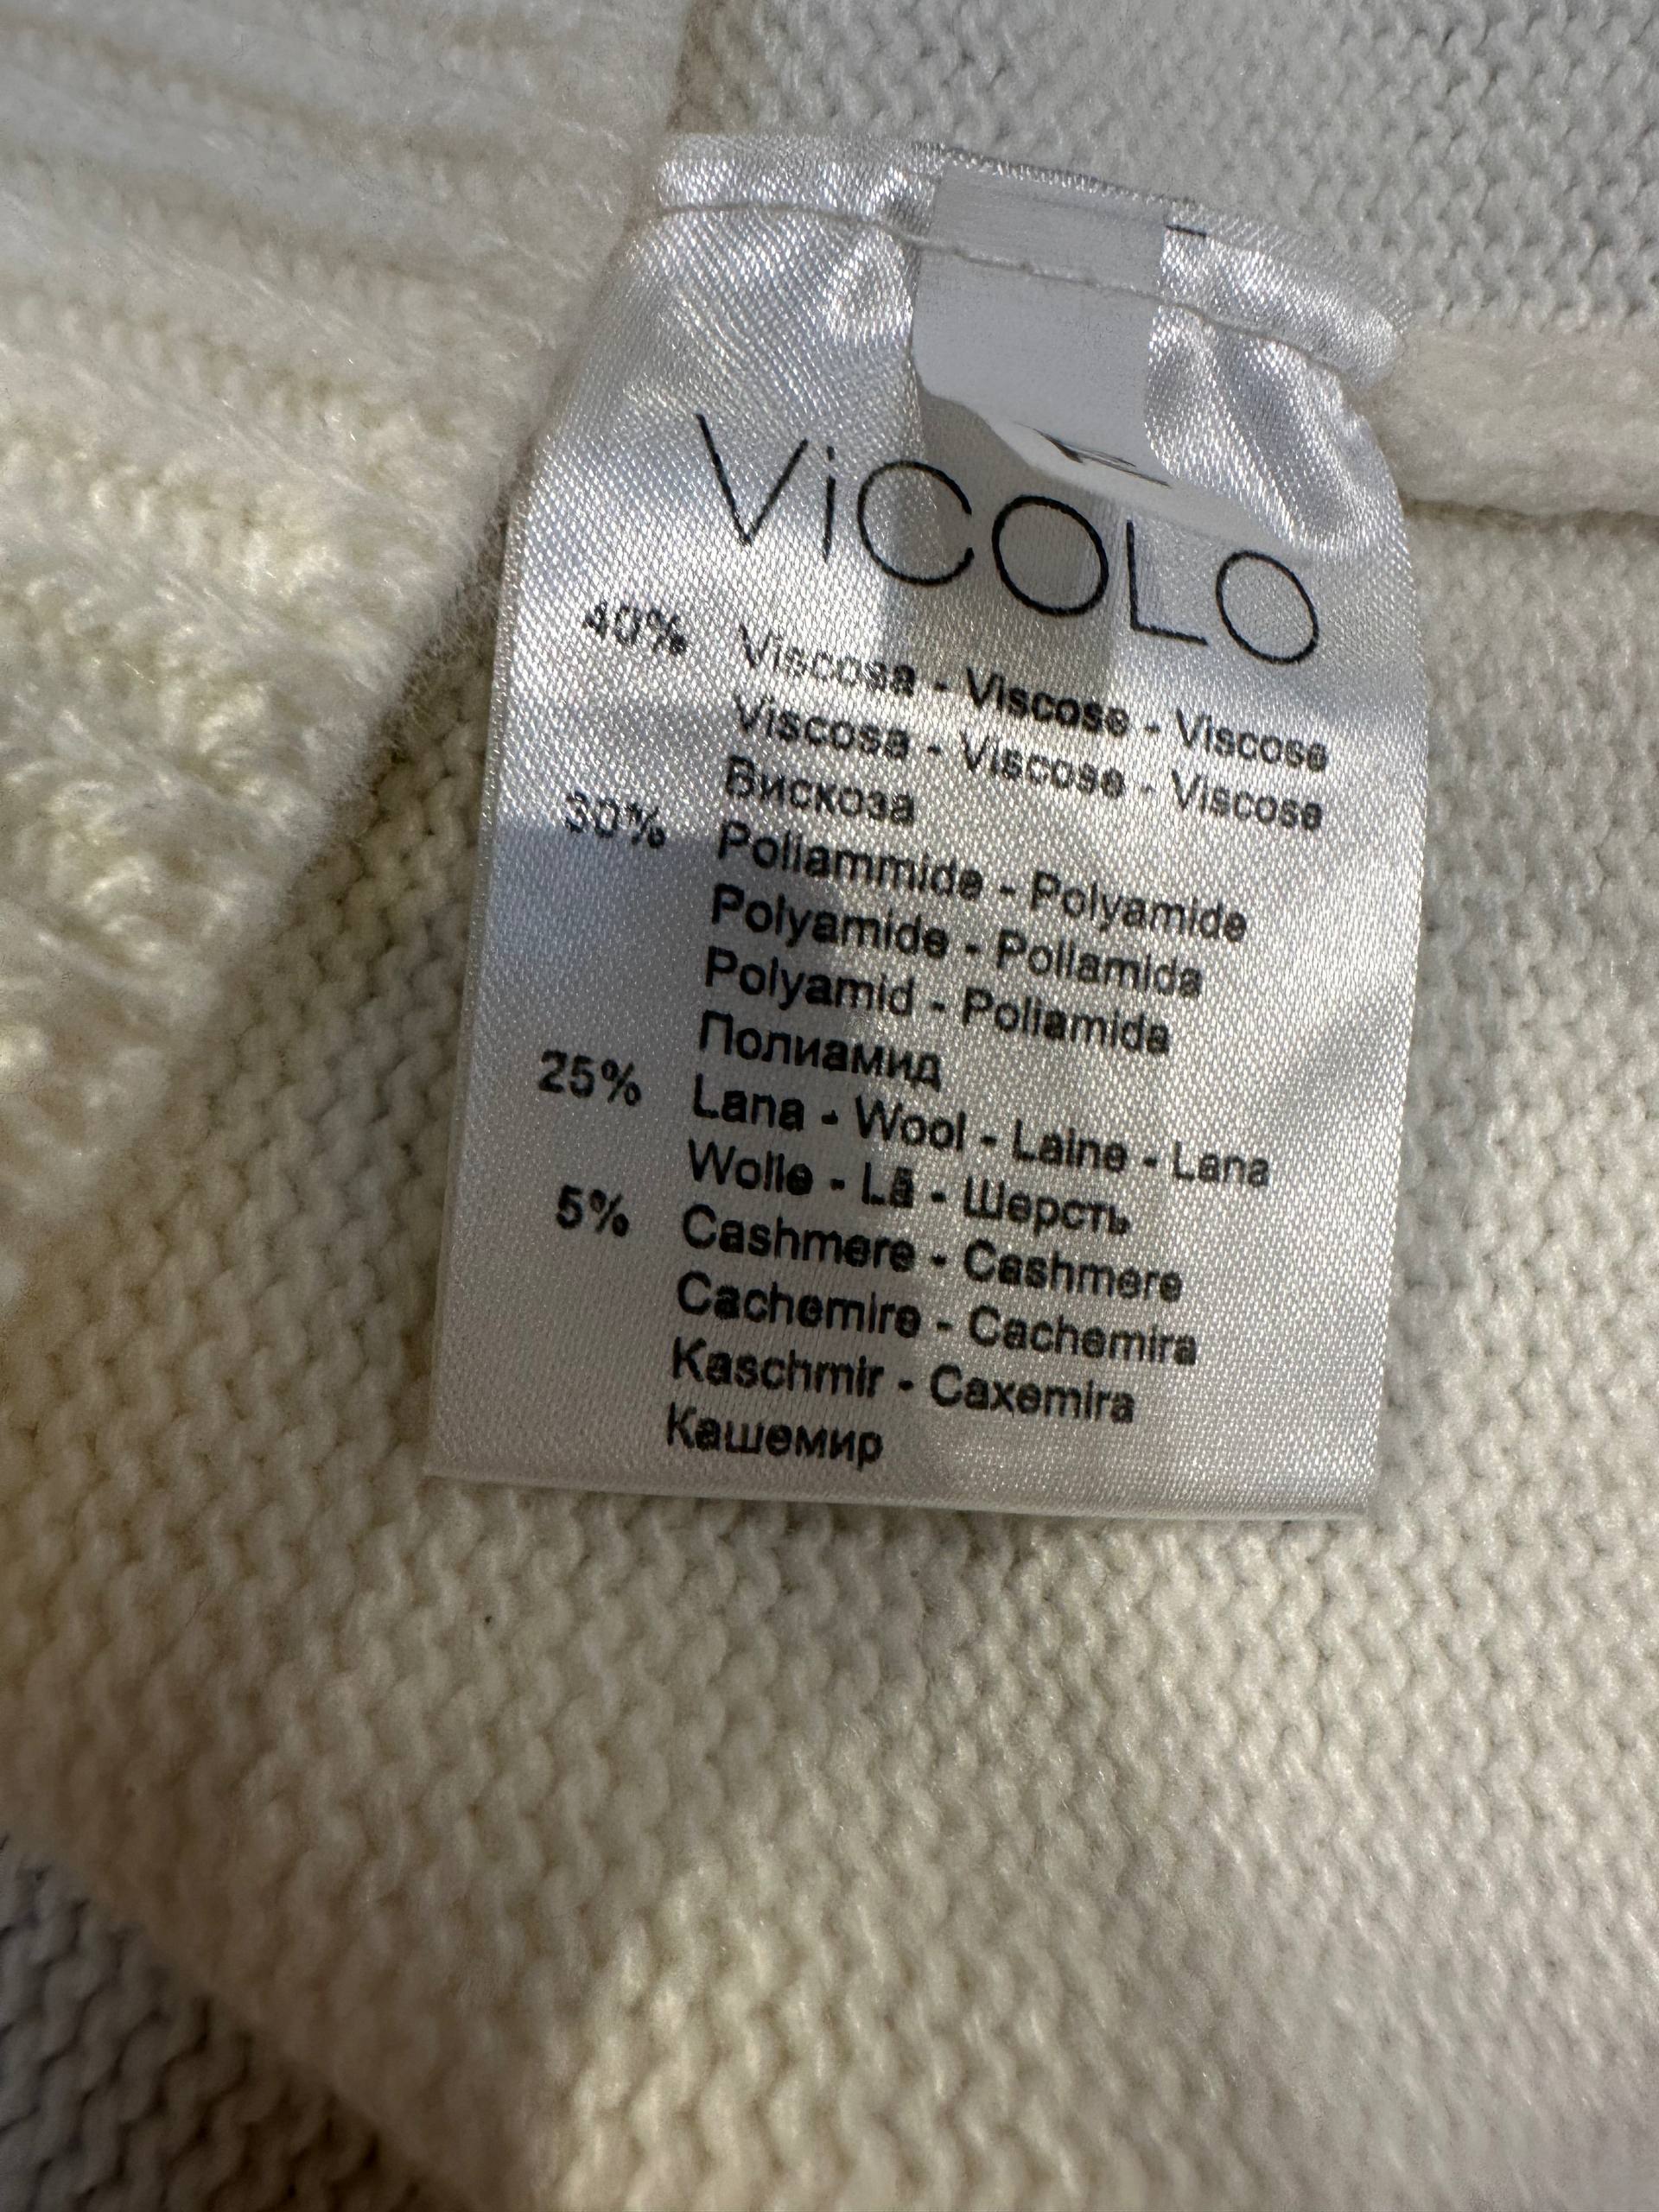 ViCOLO
40% Viscosa - Viscose - Viscose
Viscosa - Viscose - Viscose
Вискоза
30% Poliammide - Polyamide
Polyamide - Poliamida
Polyamid - Poliamida
Полиамид
25% Lana - Wool - Laine - Lana
Wolle - Lã - Шерсть
5% Cashmere - Cashmere
Cachemire - Cachemira
Kaschmir - Caxemira
Кашемир